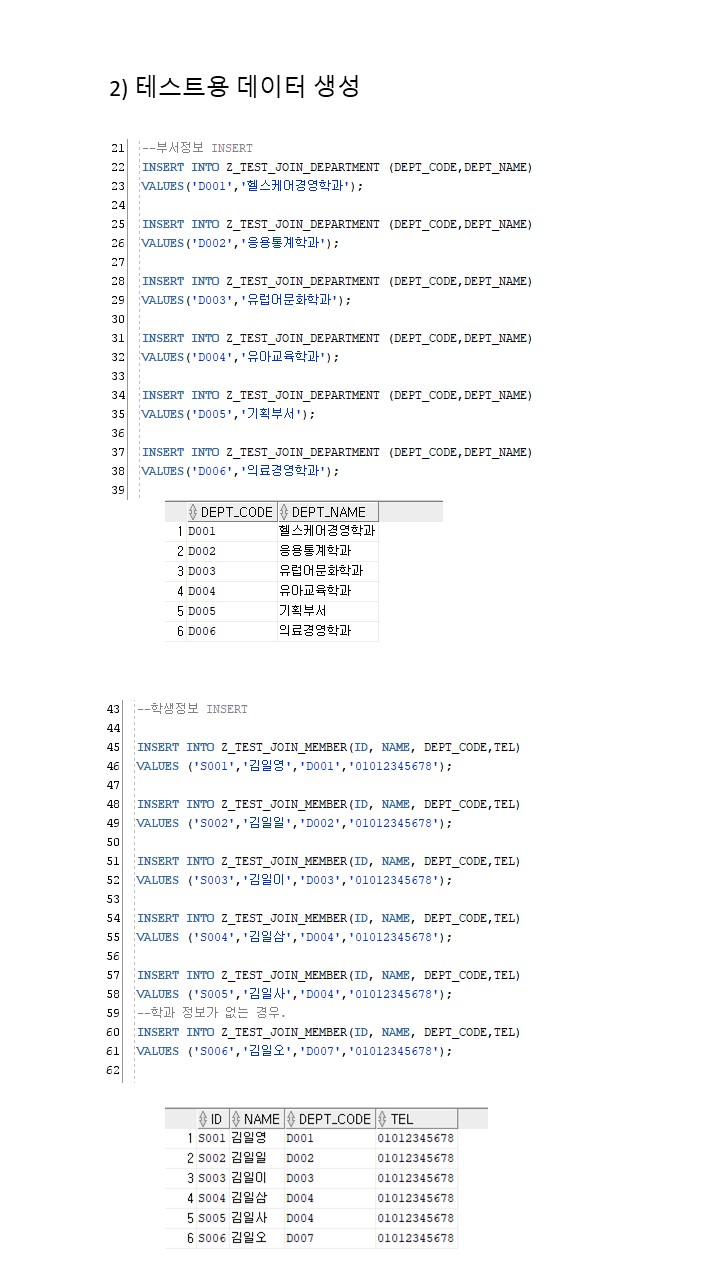 2) 테스트용 데이터 생성
21 --부서정보 INSERT
22 INSERT INTO Z_TEST_JOIN_DEPARTMENT (DEPT_CODE,DEPT_NAME)
23 VALUES('D001','헬스케어경영학과');
24
25 INSERT INTO Z_TEST_JOIN_DEPARTMENT (DEPT_CODE,DEPT_NAME)
26 VALUES('D002','응용통계학과');
27
28 INSERT INTO Z_TEST_JOIN_DEPARTMENT (DEPT_CODE,DEPT_NAME)
29 VALUES('D003','유럽어문화학과');
30
31 INSERT INTO Z_TEST_JOIN_DEPARTMENT (DEPT_CODE,DEPT_NAME)
32 VALUES('D004','유아교육학과');
33
34 INSERT INTO Z_TEST_JOIN_DEPARTMENT (DEPT_CODE,DEPT_NAME)
35 VALUES('D005','기획부서');
36
37 INSERT INTO Z_TEST_JOIN_DEPARTMENT (DEPT_CODE,DEPT_NAME)
38 VALUES('D006','의료경영학과');
39
DEPT_CODE DEPT_NAME
1 D001 헬스케어경영학과
2 D002 응용통계학과
3 D003 유럽어문화학과
4 D004 유아교육학과
5 D005 기획부서
6 D006 의료경영학과
43 --학생정보 INSERT
44
45 INSERT INTO Z_TEST_JOIN_MEMBER(ID, NAME, DEPT_CODE,TEL)
46 VALUES ('S001','김일영','D001','01012345678');
47
48 INSERT INTO Z_TEST_JOIN_MEMBER(ID, NAME, DEPT_CODE,TEL)
49 VALUES ('S002','김일일','D002','01012345678');
50
51 INSERT INTO Z_TEST_JOIN_MEMBER(ID, NAME, DEPT_CODE,TEL)
52 VALUES ('S003','김일이','D003','01012345678');
53
54 INSERT INTO Z_TEST_JOIN_MEMBER(ID, NAME, DEPT_CODE,TEL)
55 VALUES ('S004','김일삼','D004','01012345678');
56
57 INSERT INTO Z_TEST_JOIN_MEMBER(ID, NAME, DEPT_CODE,TEL)
58 VALUES ('S005','김일사','D004','01012345678');
59 --학과 정보가 없는 경우.
60 INSERT INTO Z_TEST_JOIN_MEMBER(ID, NAME, DEPT_CODE,TEL)
61 VALUES ('S006','김일오','D007','01012345678');
62
ID NAME DEPT_CODE TEL
1 S001 김일영 D001 01012345678
2 S002 김일일 D002 01012345678
3 S003 김일이 D003 01012345678
4 S004 김일삼 D004 01012345678
5 S005 김일사 D004 01012345678
6 S006 김일오 D007 01012345678